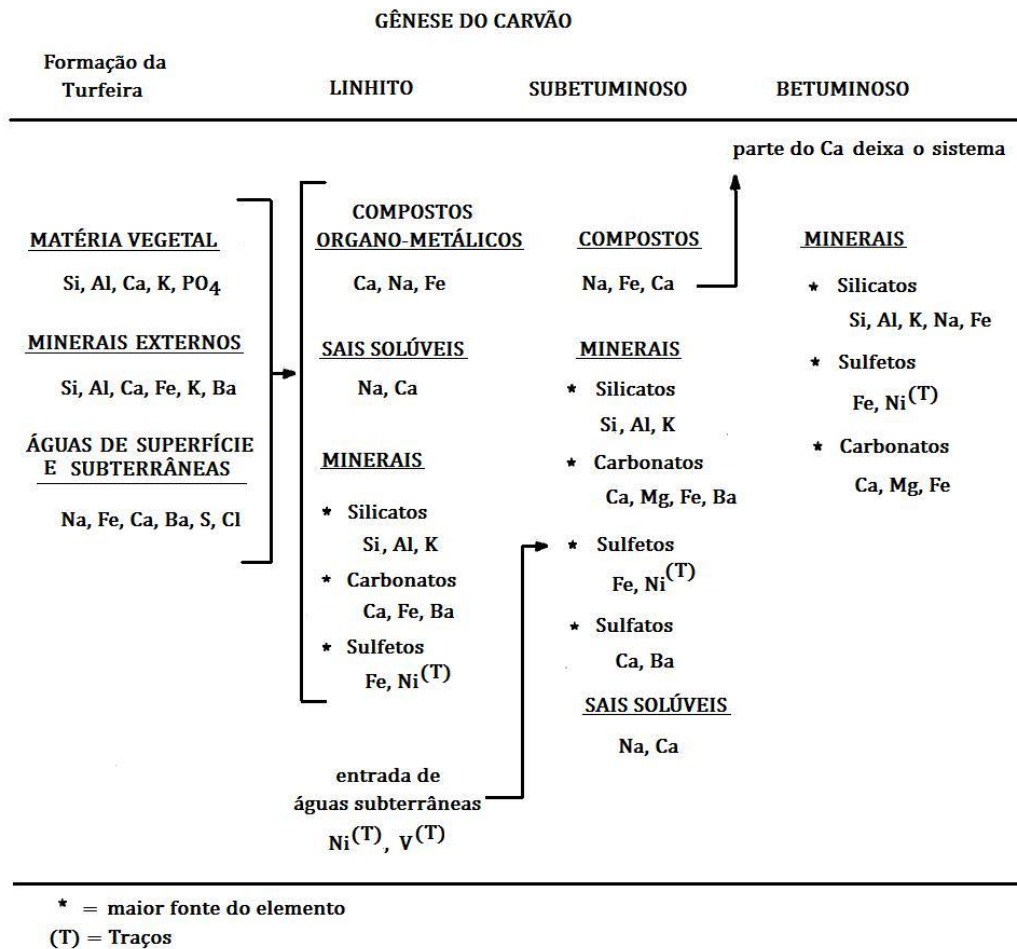 GÊNESE DO CARVÃO
Formação da
Turfeira
LINHITO
SUBETUMINOSO
BETUMINOSO
MATÉRIA VEGETAL
Si, Al, Ca, K, PO4
MINERAIS EXTERNOS
Si, Al, Ca, Fe, K, Ba
ÁGUAS DE SUPERFÍCIE
E SUBTERRÂNEAS
Na, Fe, Ca, Ba, S, Cl
COMPOSTOS
ORGANO-METÁLICOS
Ca, Na, Fe
SAIS SOLÚVEIS
Na, Ca
MINERAIS
* Silicatos
Si, Al, K
* Carbonatos
Ca, Fe, Ba
* Sulfetos
Fe, Ni(T)
entrada de
águas subterrâneas
Ni(T), V(T)
COMPOSTOS
Na, Fe, Ca
MINERAIS
* Silicatos
Si, Al, K
* Carbonatos
Ca, Mg, Fe, Ba
* Sulfetos
Fe, Ni(T)
* Sulfatos
Ca, Ba
SAIS SOLÚVEIS
Na, Ca
parte do Ca deixa o sistema
MINERAIS
* Silicatos
Si, Al, K, Na, Fe
* Sulfetos
Fe, Ni(T)
* Carbonatos
Ca, Mg, Fe
* = maior fonte do elemento
(T) = Traços